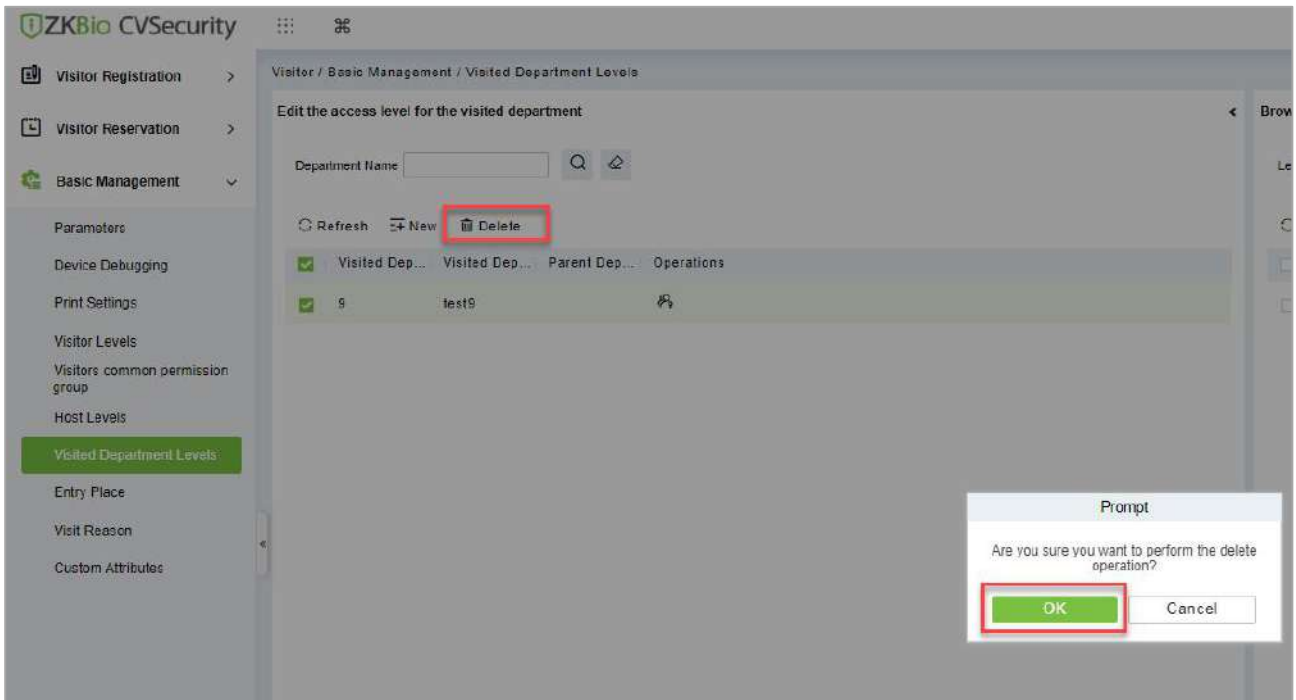 ZKBio CVSecurity
Visitor Registration
Visitor Reservation
Basic Management
Parameters
Device Debugging
Print Settings
Visitor Levels
Visitors common permission
group
Host Levels
Visited Department Levels
Entry Place
Visit Reason
Custom Attributes
Visitor / Basic Management / Visited Department Levels
Edit the access level for the visited department
Department Name
Refresh New Delete
Visited Dep... Visited Dep... Parent Dep... Operations
9 test9
Brow
Le
Prompt
Are you sure you want to perform the delete
operation?
OK Cancel